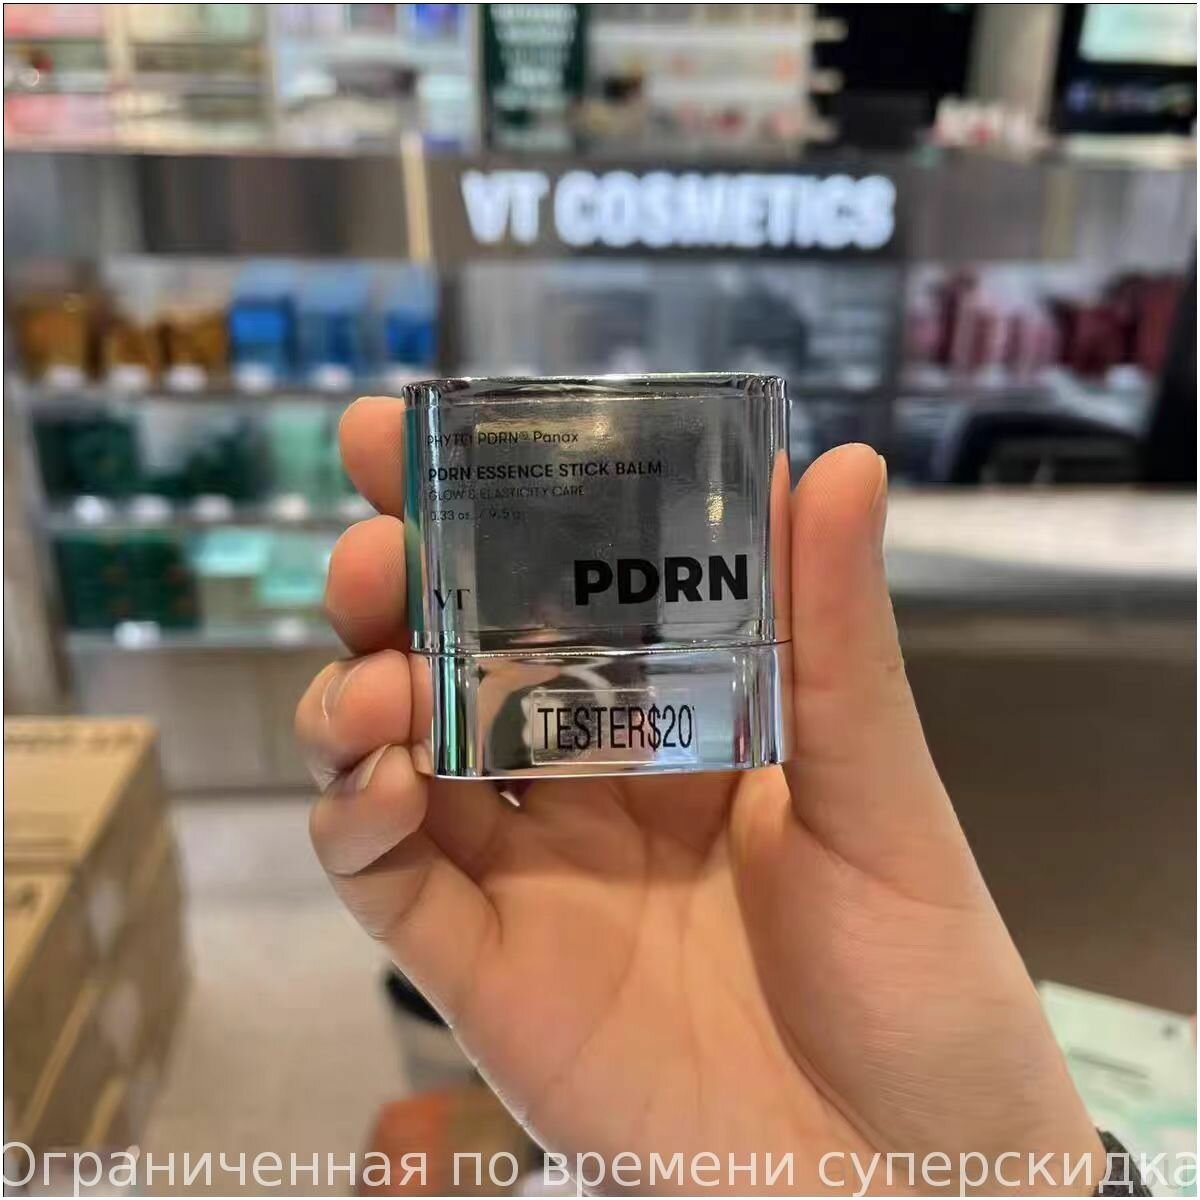 VT COSMETICS
PHYTO PDRN® Panax
PDRN ESSENCE STICK BALM
GLOW & ELASTICITY CARE
0.33 oz. / 9.5 g
PDRN
VT
TESTER$20
Ограниченная по времени суперскидка